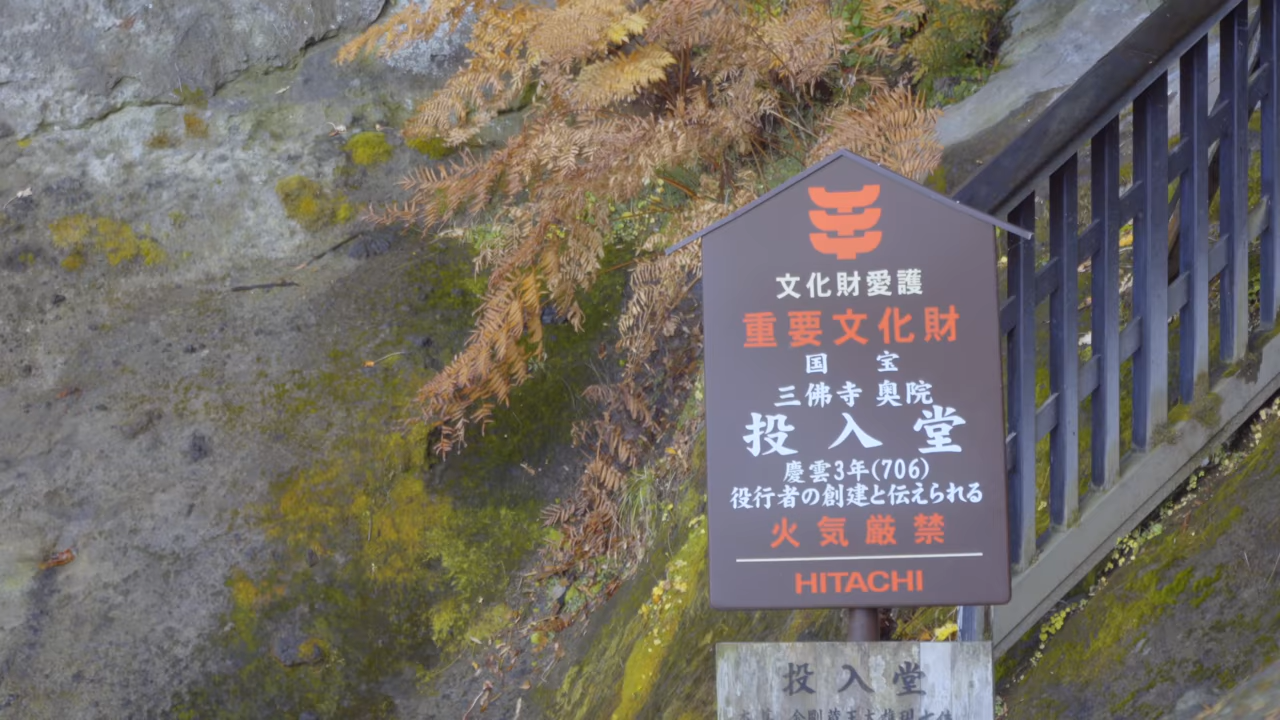 文化財愛護
重要文化財
国 宝
三佛寺 奥院
投入堂
慶雲3年(706)
役行者の創建と伝えられる
火気厳禁
HITACHI
投入堂